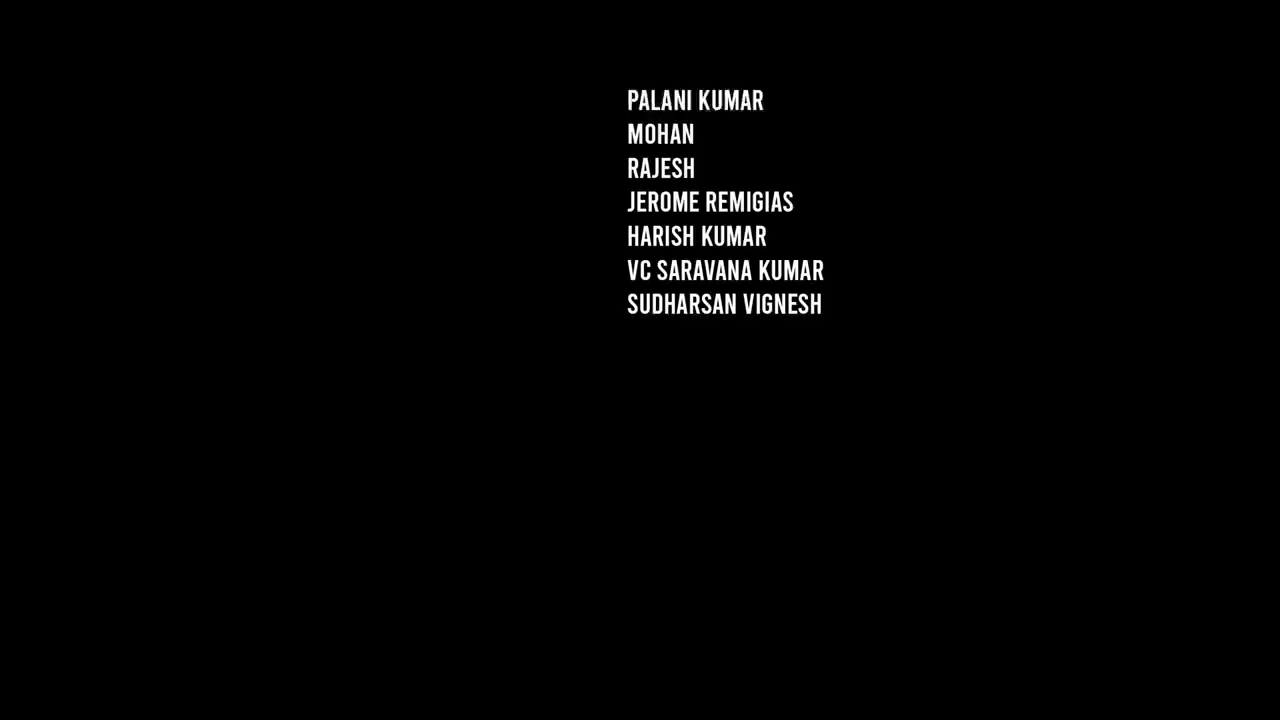 PALANI KUMAR
MOHAN
RAJESH
JEROME REMIGIAS
HARISH KUMAR
VC SARAVANA KUMAR
SUDHARSAN VIGNESH